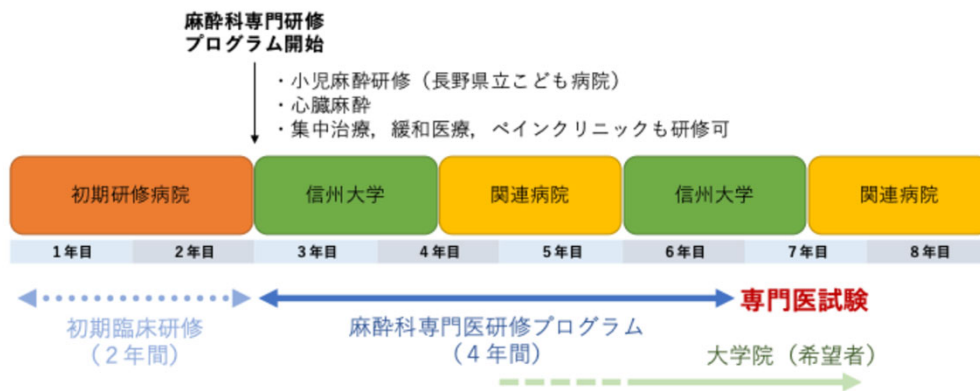 麻酔科専門研修
プログラム開始
・小児麻酔研修（長野県立こども病院）
・心臓麻酔
・集中治療，緩和医療，ペインクリニックも研修可
初期研修病院
信州大学
関連病院
信州大学
関連病院
1年目
2年目
3年目
4年目
5年目
6年目
7年目
8年目
初期臨床研修
（２年間）
麻酔科専門医研修プログラム
（４年間）
専門医試験
大学院（希望者）